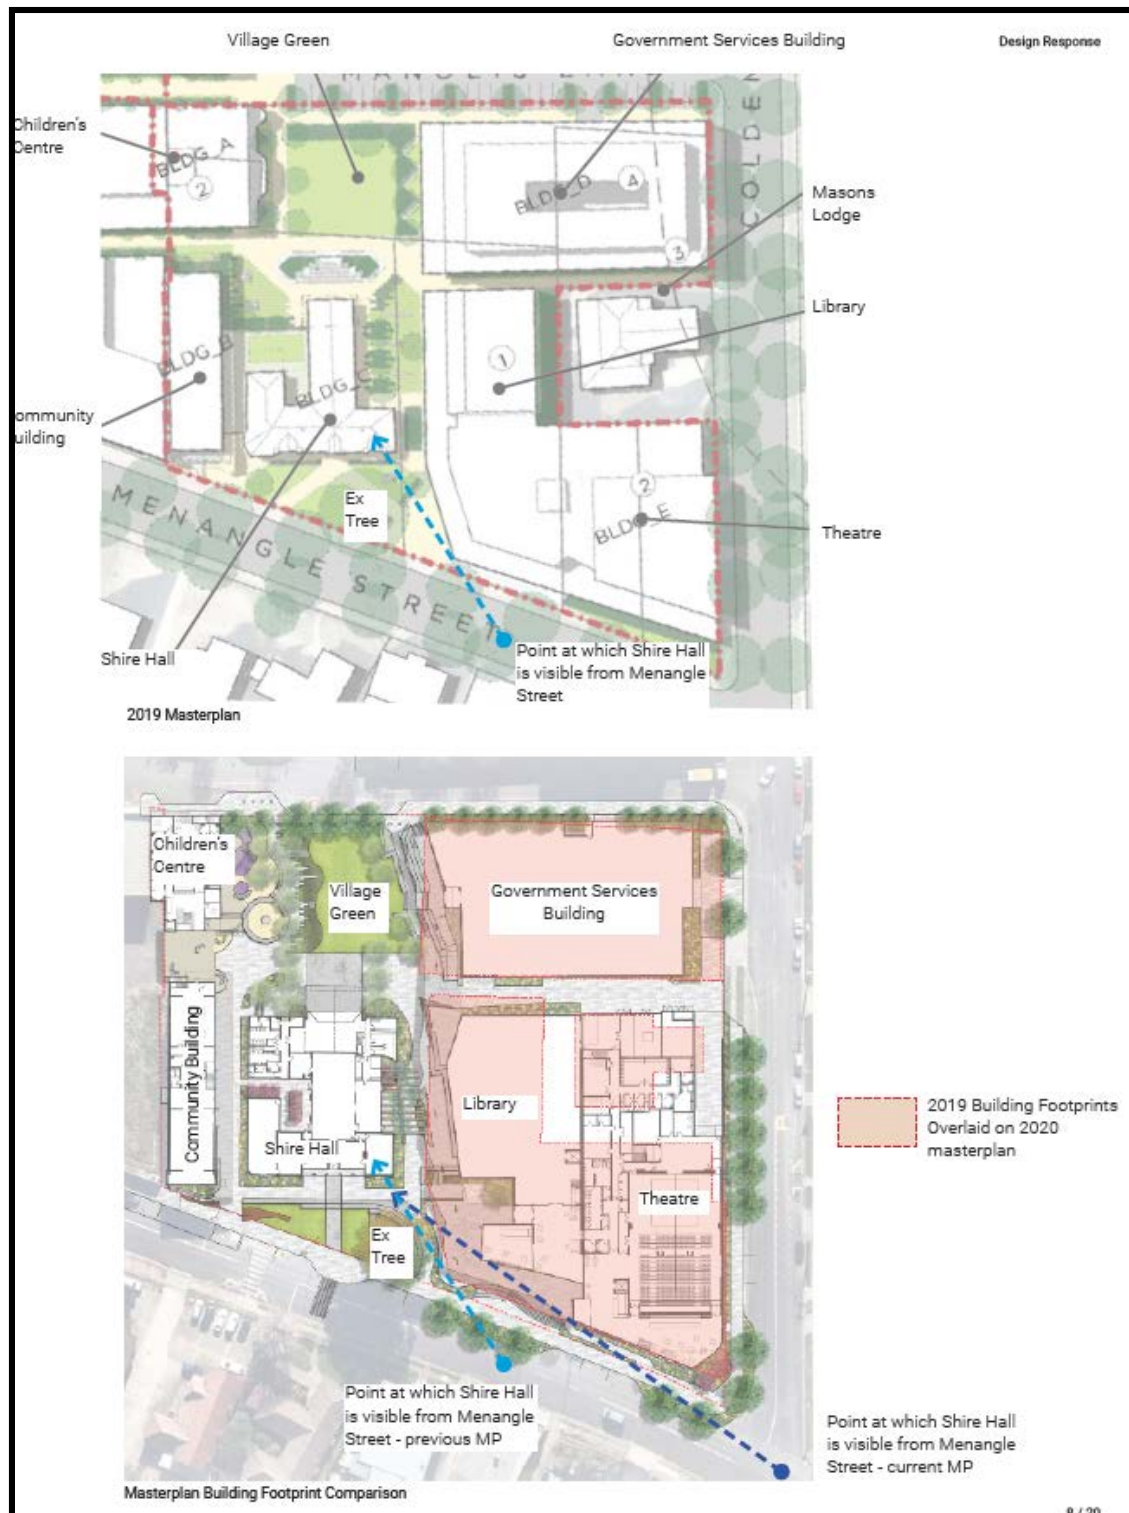 Village Green
Government Services Building
Design Response
Children's
Centre
COLDEN
BLDG_A
2
BLDG_D
4
Masons
Lodge
3
Library
BLDG_B
1
BLDG_C
ommunity
uilding
2
Ex
Tree
BLDG_E
Theatre
MENANGLE STREET
Shire Hall
Point at which Shire Hall
is visible from Menangle
Street
2019 Masterplan
Children's
Centre
Village
Green
Government Services
Building
Community Building
Library
2019 Building Footprints
Overlaid on 2020
masterplan
Shire Hall
Theatre
Ex
Tree
Point at which Shire Hall
is visible from Menangle
Street - previous MP
Point at which Shire Hall
is visible from Menangle
Street - current MP
Masterplan Building Footprint Comparison